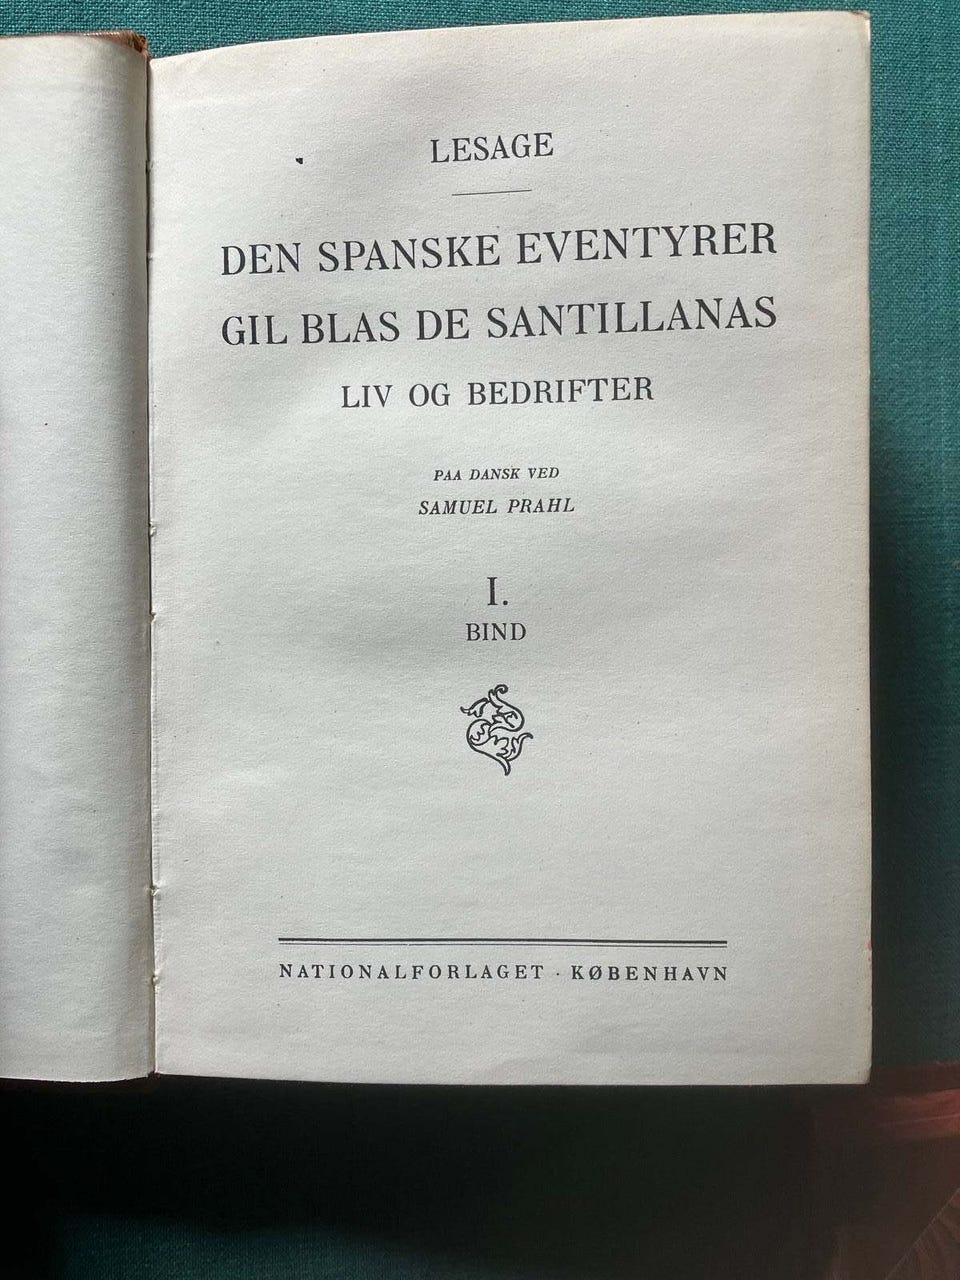 LESAGE
DEN SPANSKE EVENTYRER
GIL BLAS DE SANTILLANAS
LIV OG BEDRIFTER
PAA DANSK VED
SAMUEL PRAHL
I.
BIND
NATIONALFORLAGET · KØBENHAVN